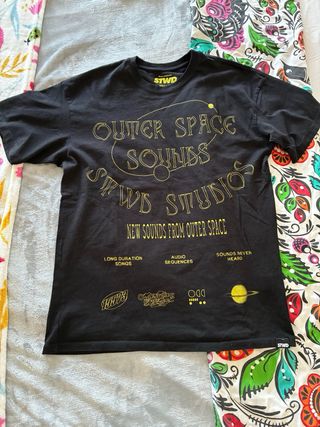 STWD
OUTER SPACE
SOUNDS
STWD STUDIOS
NEW SOUNDS FROM OUTER SPACE
LONG DURATION
SONGS
AUDIO
SEQUENCES
SOUNDS NEVER
HEARD
STWD